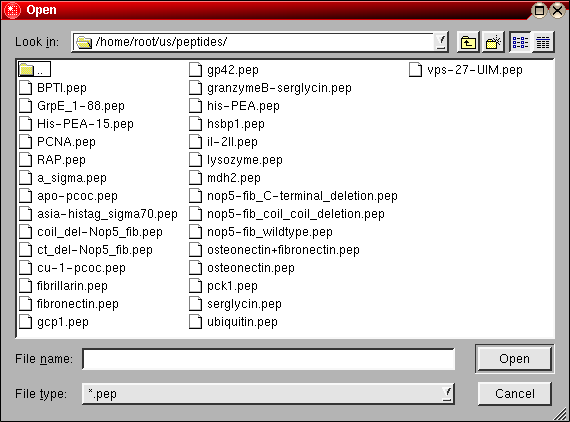 Open
Look in: /home/root/us/peptides/
..
BPTI.pep
GrpE_1-88.pep
His-PEA-15.pep
PCNA.pep
RAP.pep
a_sigma.pep
apo-pcoc.pep
asia-histag_sigma70.pep
coil_del-Nop5_fib.pep
ct_del-Nop5_fib.pep
cu-1-pcoc.pep
fibrillarin.pep
fibronectin.pep
gcp1.pep
gp42.pep
granzymeB-serglycin.pep
his-PEA.pep
hsbp1.pep
il-2II.pep
lysozyme.pep
mdh2.pep
nop5-fib_C-terminal_deletion.pep
nop5-fib_coil_coil_deletion.pep
nop5-fib_wildtype.pep
osteonectin+fibronectin.pep
osteonectin.pep
pck1.pep
serglycin.pep
ubiquitin.pep
vps-27-UIM.pep
File name:
Open
File type: *.pep
Cancel